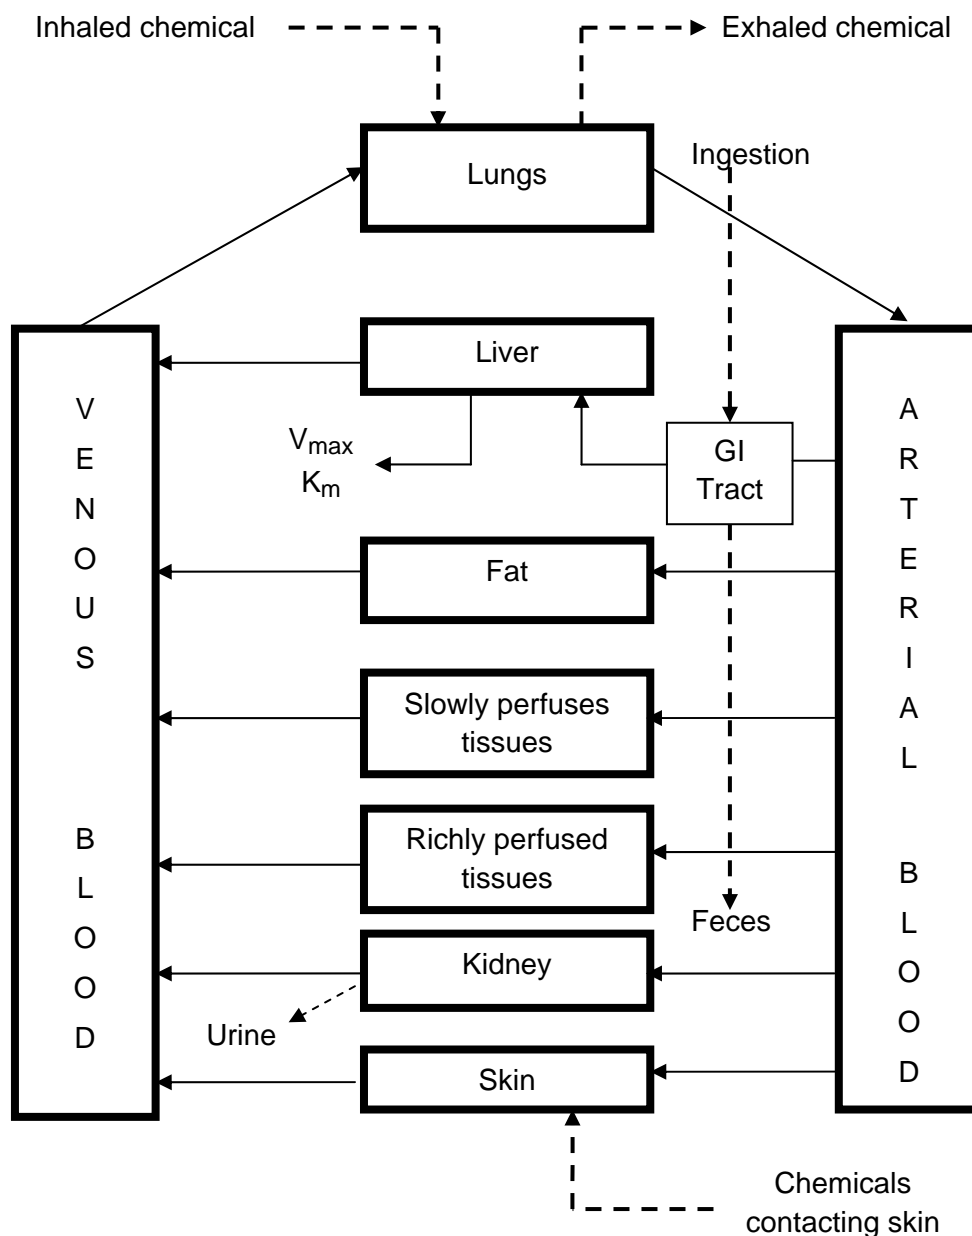 Inhaled chemical
Exhaled chemical
Lungs
Ingestion
Liver
V
E
N
O
U
S
B
L
O
O
D
Vmax
Km
GI
Tract
A
R
T
E
R
I
A
L
B
L
O
O
D
Fat
Slowly perfuses
tissues
Richly perfused
tissues
Feces
Kidney
Urine
Skin
Chemicals
contacting skin